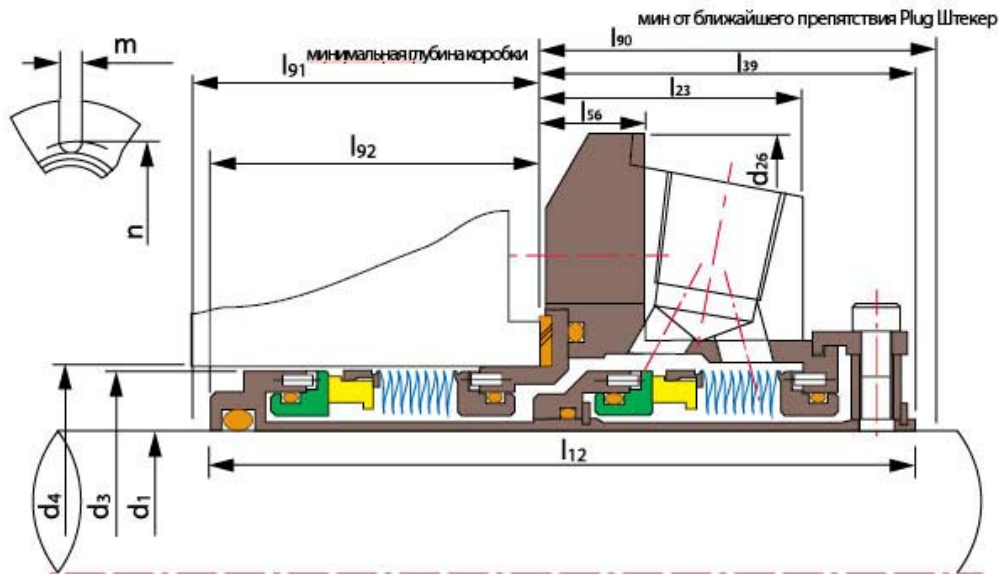 мин от ближайшего препятствия Plug Штекер
l90
минимальная глубина коробки
l91
l39
l23
l56
l92
m
n
d26
l12
d4
d3
d1